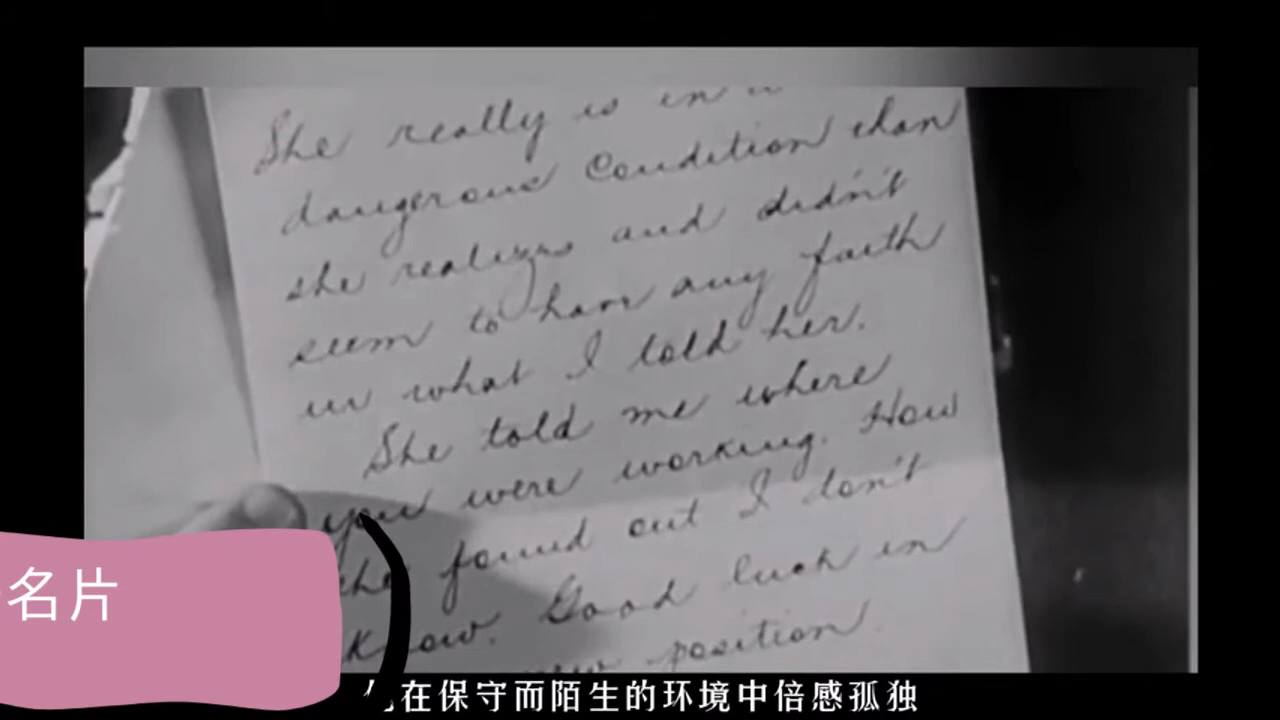 She really is in
dangerous Condition than
she realizes and didn't
seem to have any faith
in what I told her.
She told me where
you were working. How
she found out I don't
know. Good luck in
new position.
名片
在保守而陌生的环境中倍感孤独